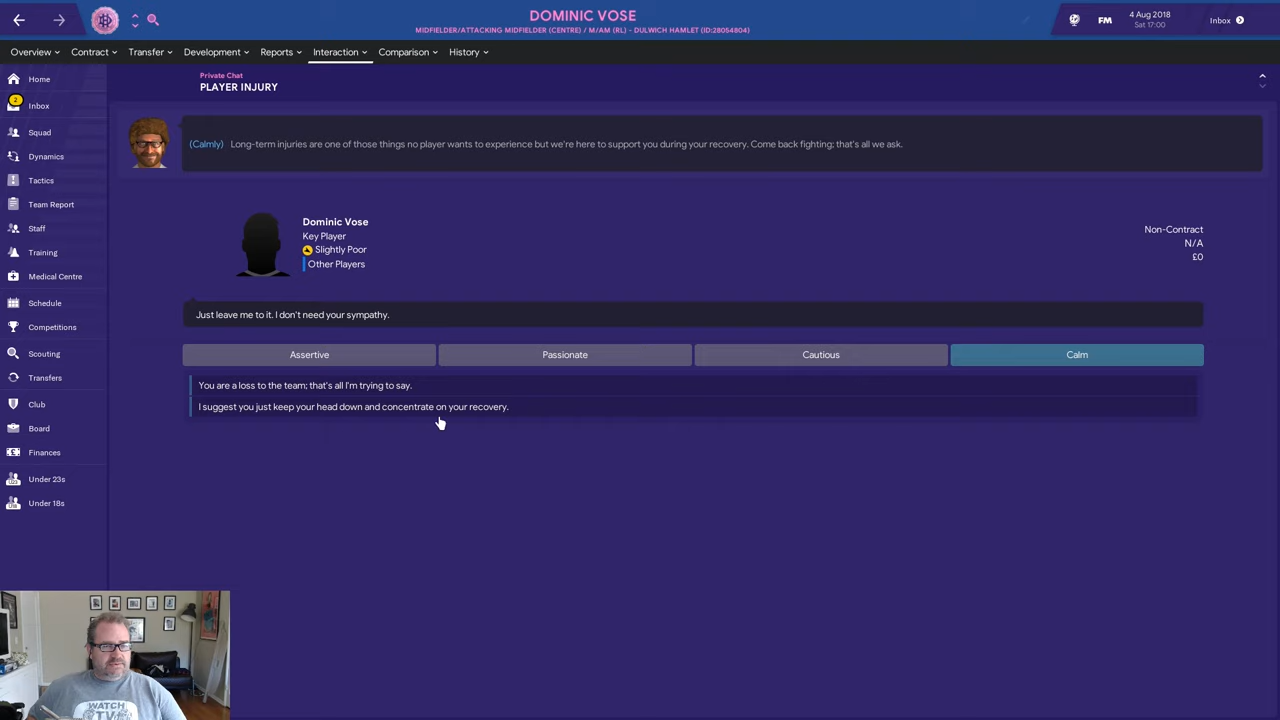 DOMINIC VOSE
MIDFIELDER/ATTACKING MIDFIELDER (CENTRE) / M/AM (RL) - DULWICH HAMLET (ID:28054804)
4 Aug 2018
Sat 17:00
FM
Inbox
Overview
Contract
Transfer
Development
Reports
Interaction
Comparison
History
Home
2
Inbox
Squad
Dynamics
Tactics
Team Report
Staff
Training
Medical Centre
Schedule
Competitions
Scouting
Transfers
Club
Board
Finances
Under 23s
Under 18s
Private Chat
PLAYER INJURY
(Calmly) Long-term injuries are one of those things no player wants to experience but we're here to support you during your recovery. Come back fighting; that's all we ask.
Dominic Vose
Key Player
Slightly Poor
Other Players
Non-Contract
N/A
£0
Just leave me to it. I don't need your sympathy.
Assertive
Passionate
Cautious
Calm
You are a loss to the team; that's all I'm trying to say.
I suggest you just keep your head down and concentrate on your recovery.
WATCH
TV